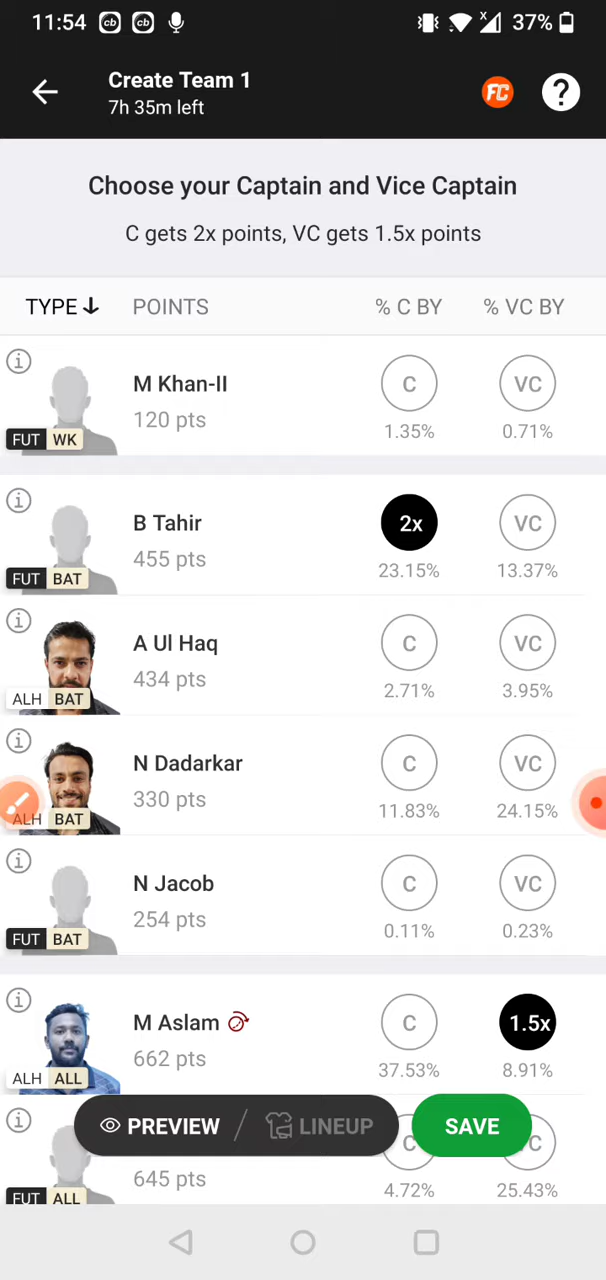 11:54 cb cb X 37%
Create Team 1
7h 35m left
FC ?
Choose your Captain and Vice Captain
C gets 2x points, VC gets 1.5x points
TYPE POINTS % C BY % VC BY
M Khan-II
120 pts
C VC
1.35% 0.71%
FUT WK
B Tahir
455 pts
2x VC
23.15% 13.37%
FUT BAT
A Ul Haq
434 pts
C VC
2.71% 3.95%
ALH BAT
N Dadarkar
330 pts
C VC
11.83% 24.15%
ALH BAT
N Jacob
254 pts
C VC
0.11% 0.23%
FUT BAT
M Aslam
662 pts
C 1.5x
37.53% 8.91%
ALH ALL
PREVIEW / LINEUP SAVE
645 pts
C C
4.72% 25.43%
FUT ALL